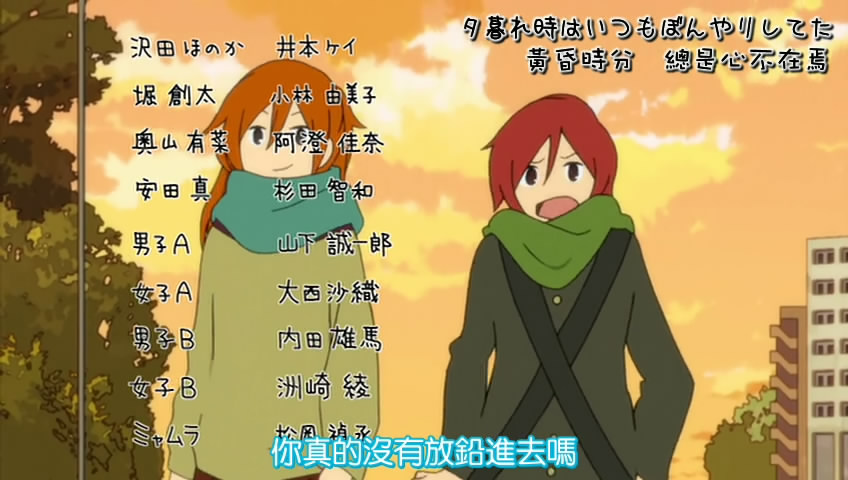 夕暮れ時はいつもぼんやりしてた
黃昏時分　總是心不在焉
沢田 ほのか　井本 ケイ
堀 創太　小林 由美子
奥山 有菜　阿澄 佳奈
安田 真　杉田 智和
男子A　山下 誠一郎
女子A　大西 沙織
男子B　内田 雄馬
女子B　洲崎 綾
ミャムラ　松岡 禎丞
你真的沒有放鉛進去嗎